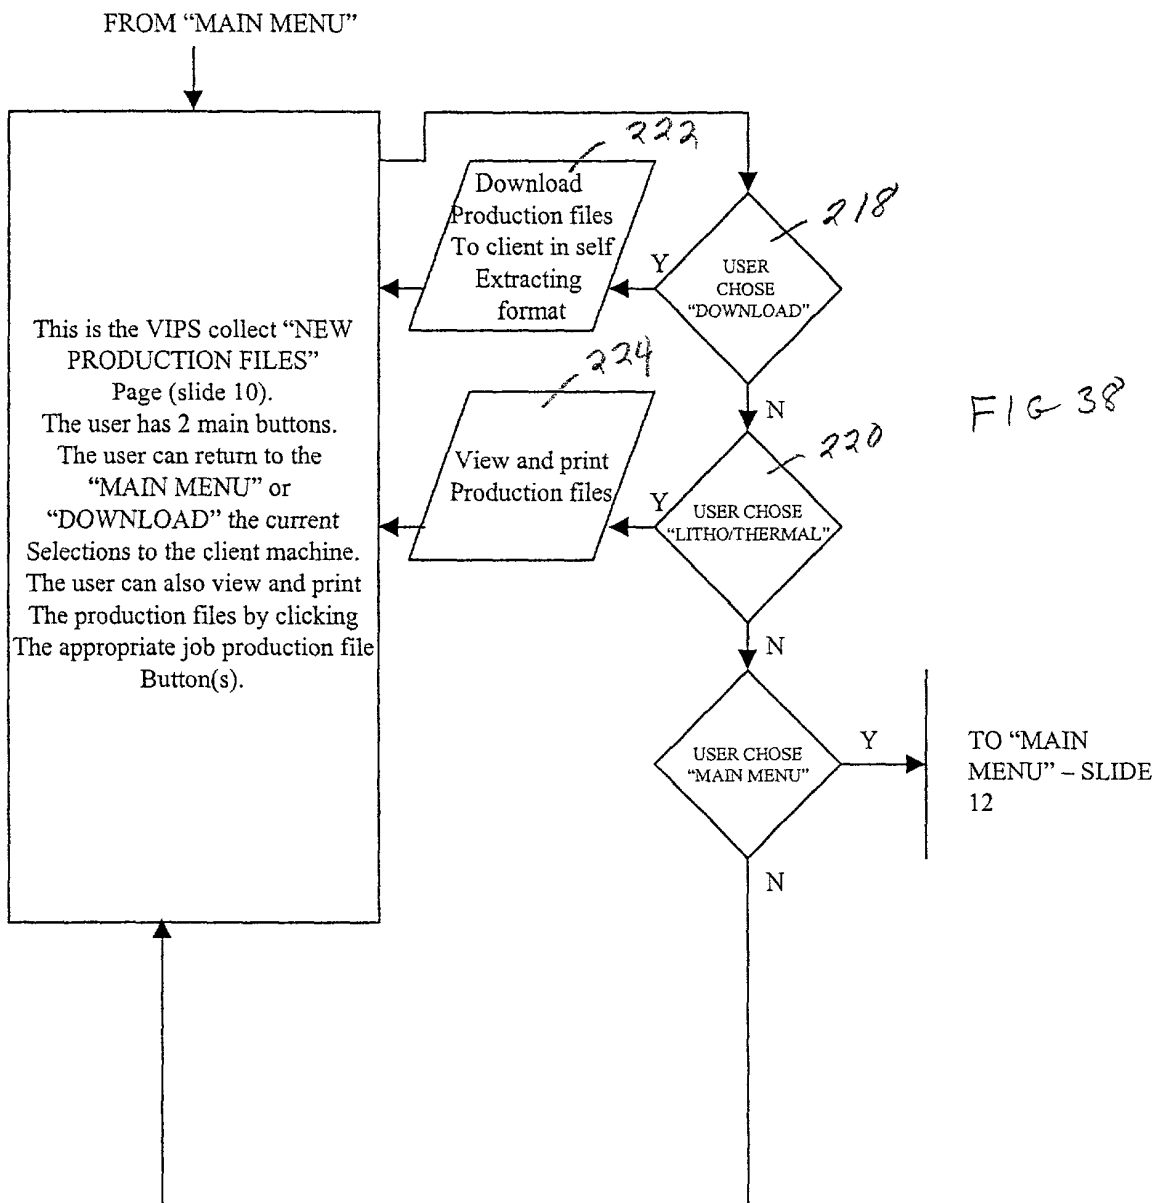 FROM “MAIN MENU”
This is the VIPS collect “NEW
PRODUCTION FILES”
Page (slide 10).
The user has 2 main buttons.
The user can return to the
“MAIN MENU” or
“DOWNLOAD” the current
Selections to the client machine.
The user can also view and print
The production files by clicking
The appropriate job production file
Button(s).
222
Download
Production files
To client in self
Extracting
format
Y
218
USER
CHOSE
“DOWNLOAD”
N
224
View and print
Production files
Y
220
USER CHOSE
“LITHO/THERMAL”
N
FIG 38
USER CHOSE
“MAIN MENU”
Y
TO “MAIN
MENU” – SLIDE
12
N